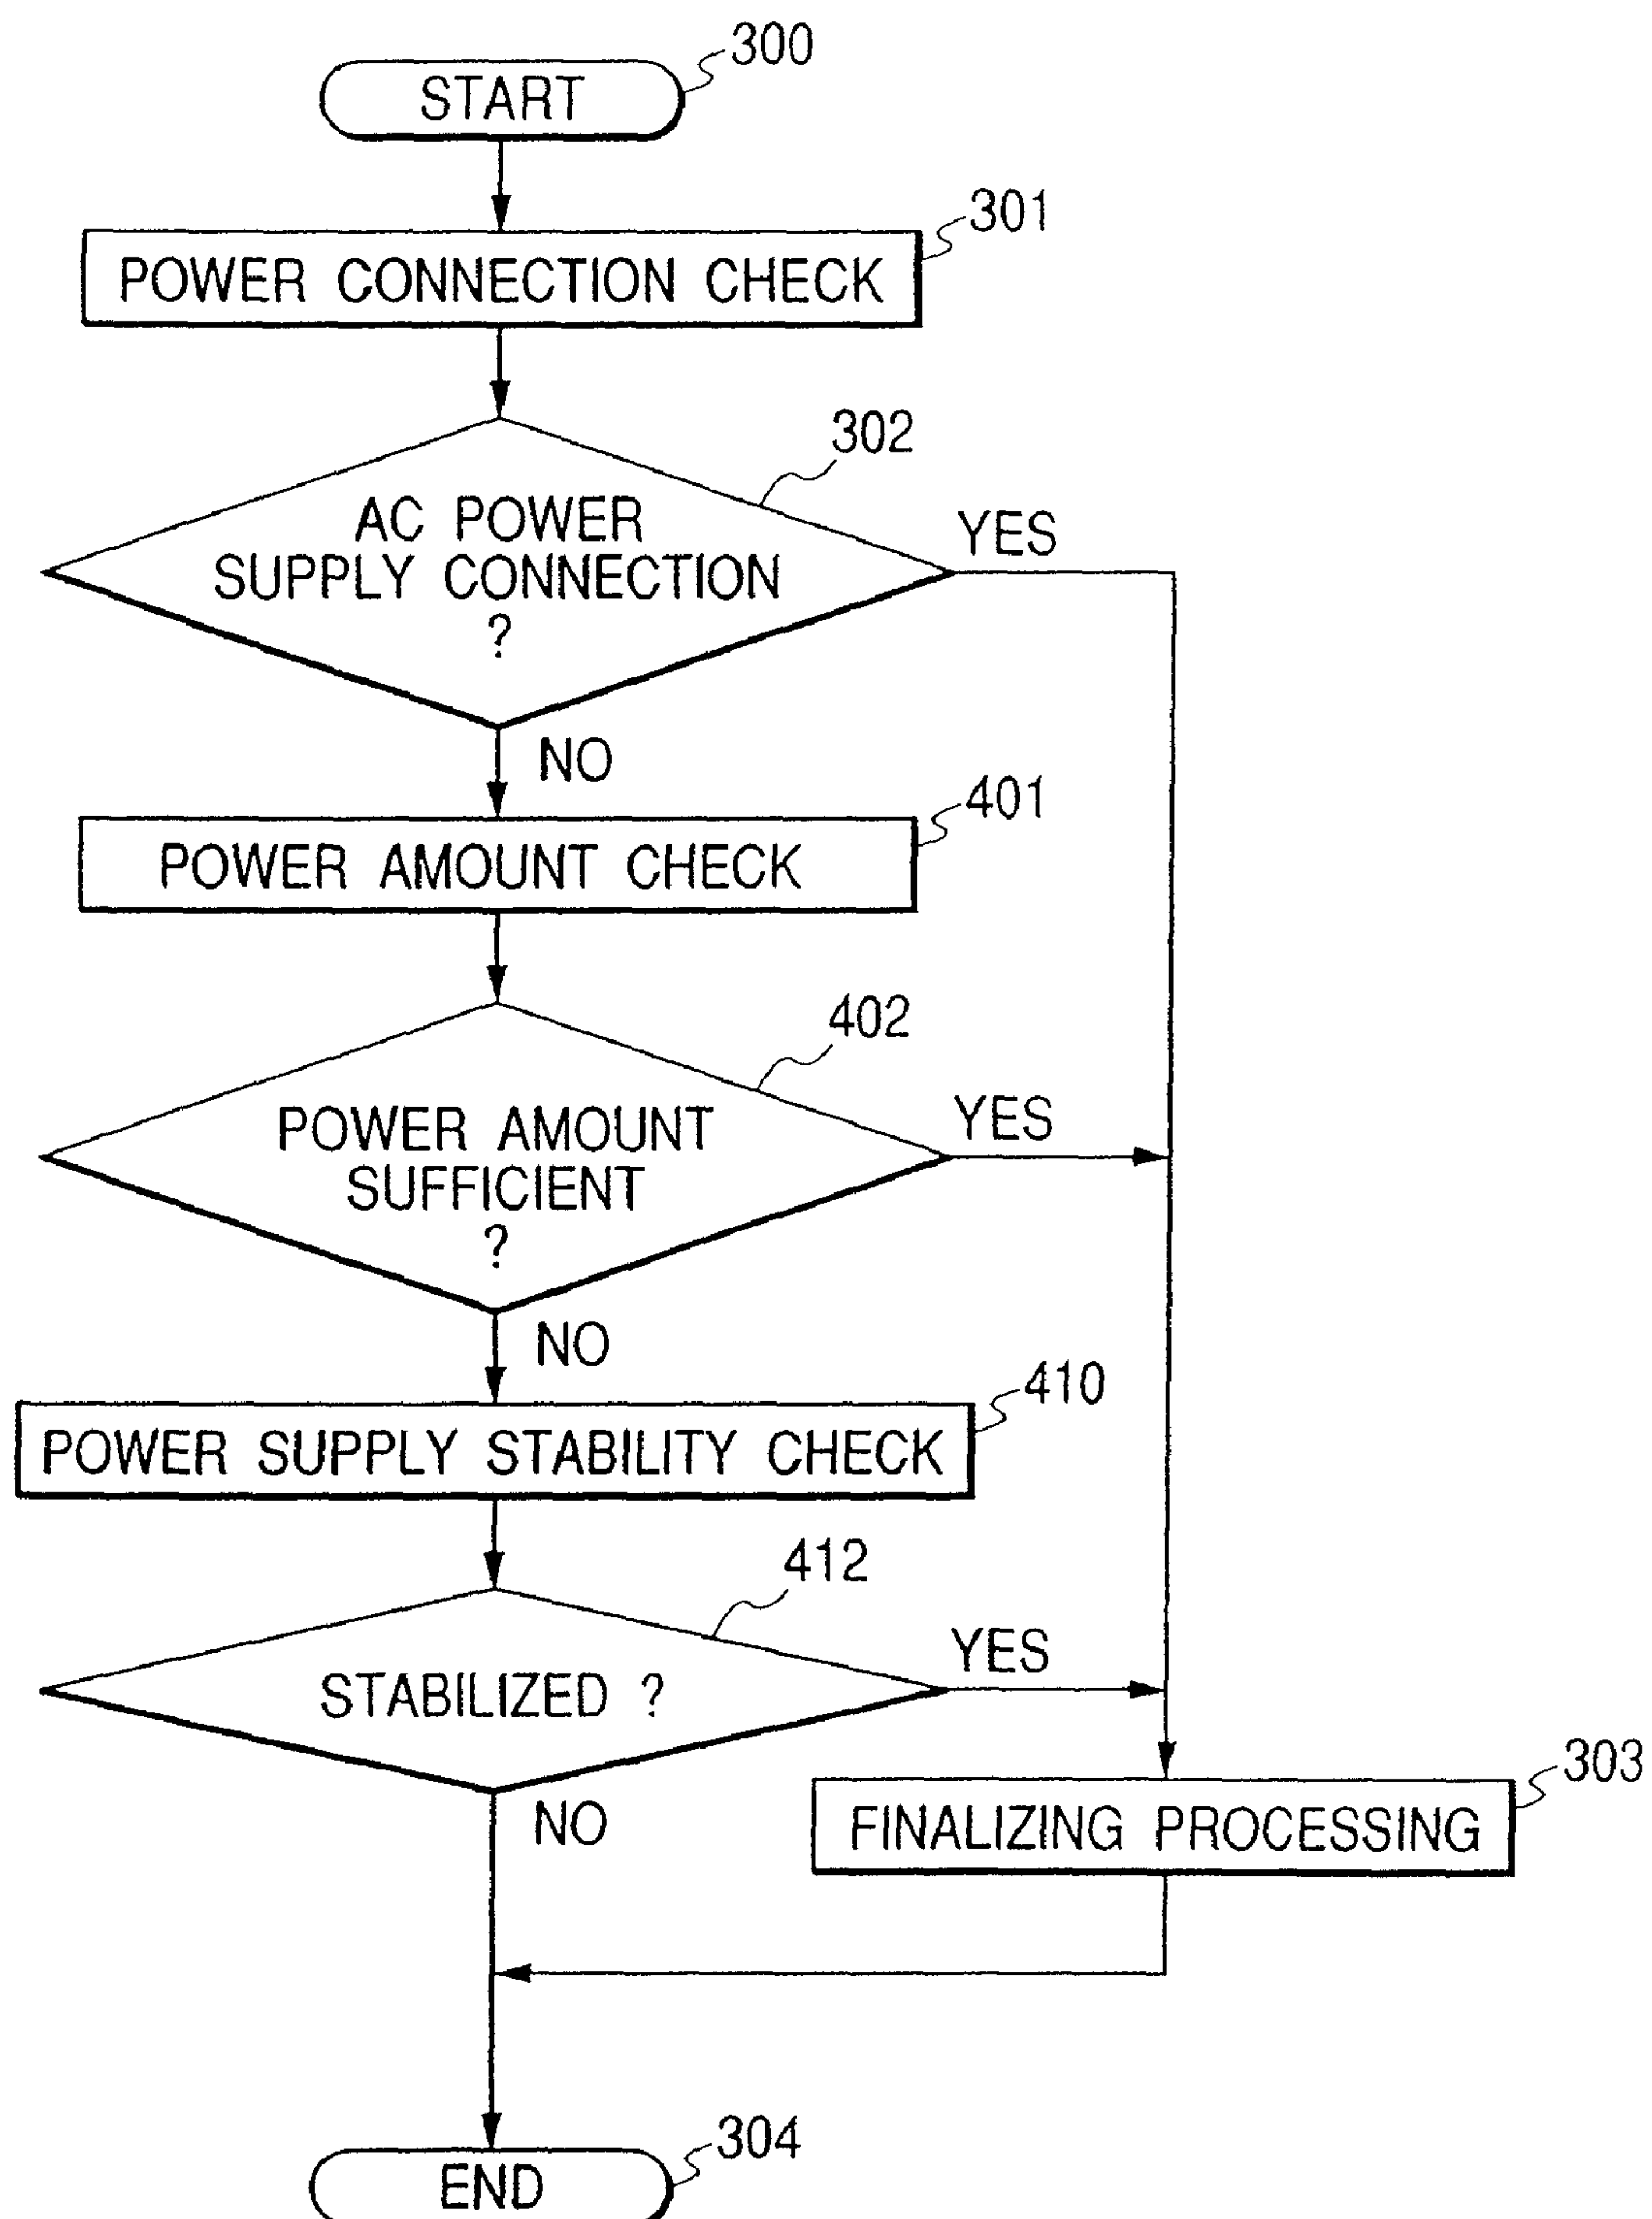 300
START
301
POWER CONNECTION CHECK
302
AC POWER
SUPPLY CONNECTION
?
YES
NO
401
POWER AMOUNT CHECK
402
POWER AMOUNT
SUFFICIENT
?
YES
NO
410
POWER SUPPLY STABILITY CHECK
412
STABILIZED ?
YES
NO
303
FINALIZING PROCESSING
304
END